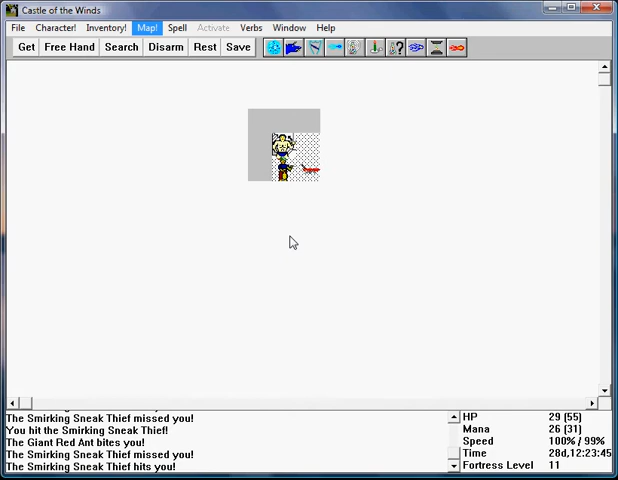 Castle of the Winds
File Character! Inventory! Map! Spell Activate Verbs Window Help
Get Free Hand Search Disarm Rest Save
The Smirking Sneak Thief missed you!
You hit the Smirking Sneak Thief!
The Giant Red Ant bites you!
The Smirking Sneak Thief missed you!
The Smirking Sneak Thief hits you!
HP 29 (55)
Mana 26 (31)
Speed 100% / 99%
Time 28d,12:23:45
Fortress Level 11